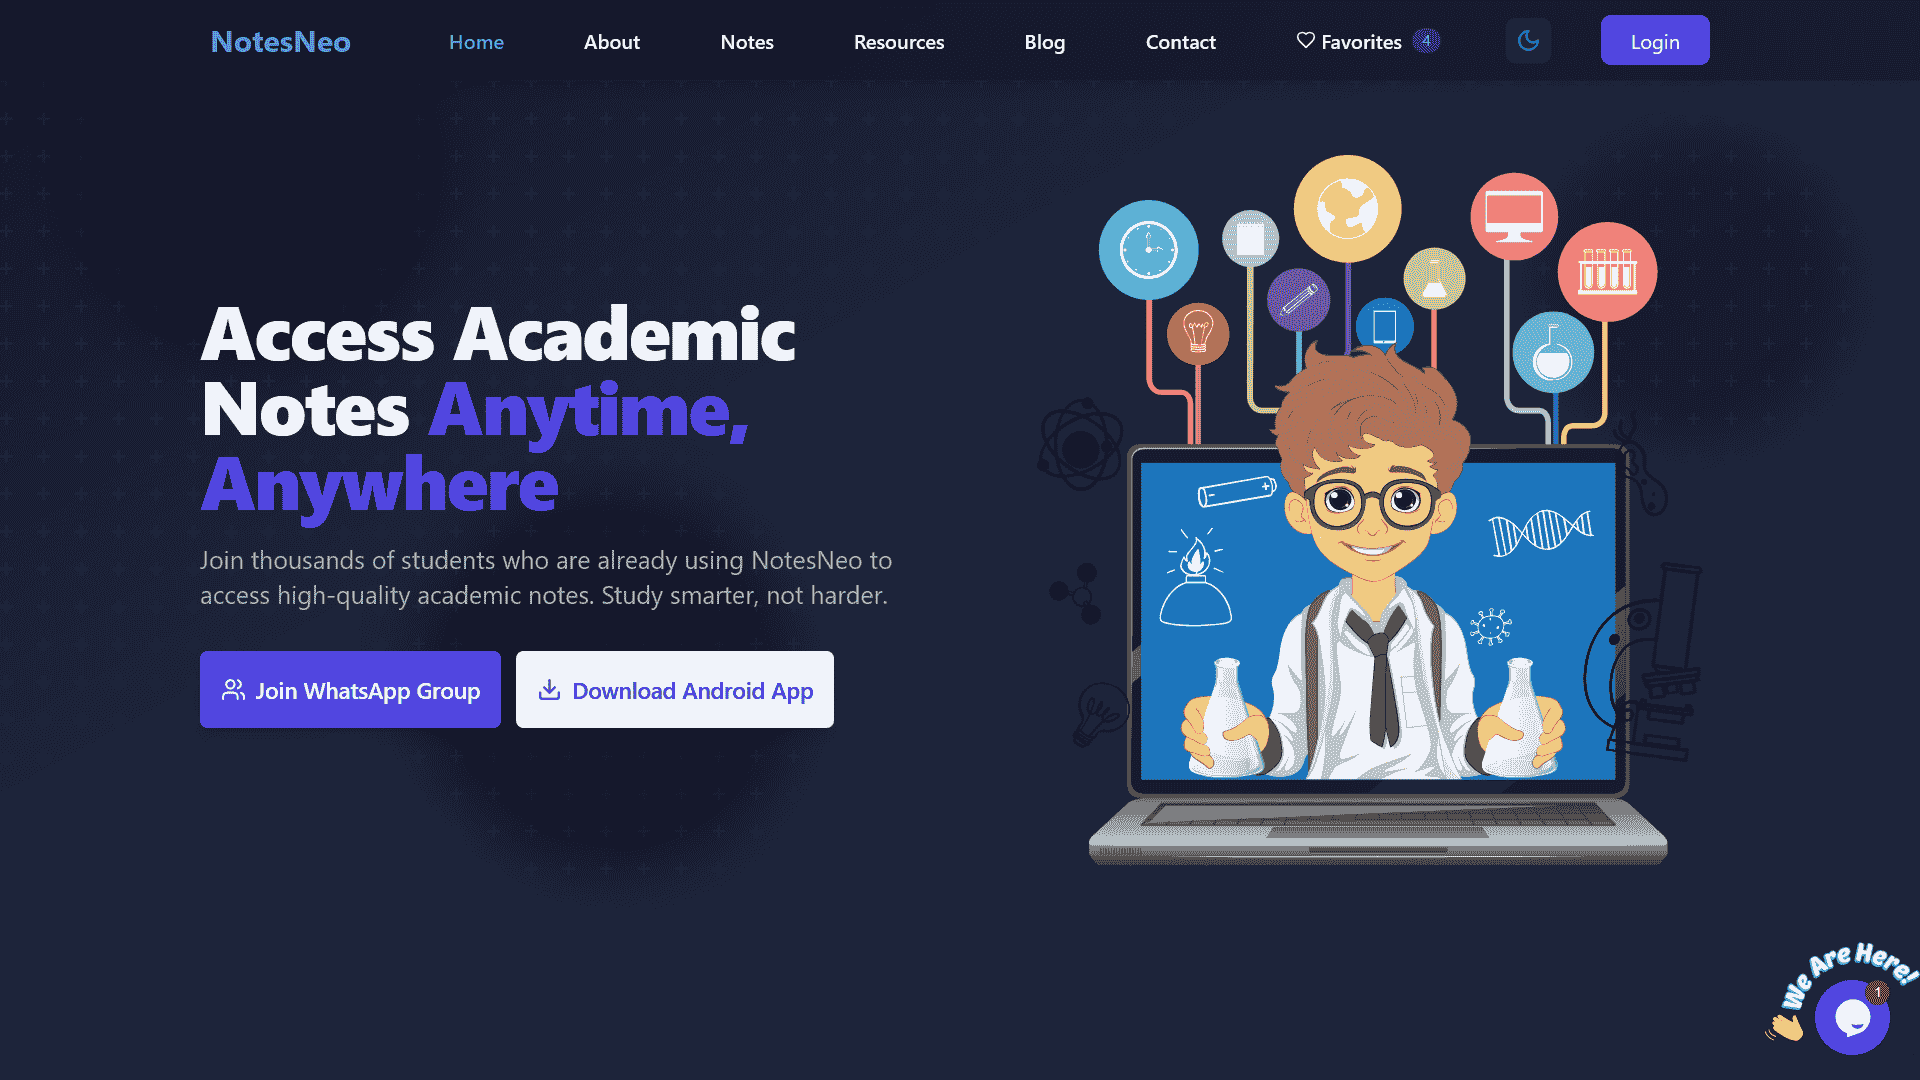 NotesNeo
Home
About
Notes
Resources
Blog
Contact
Favorites 4
Login
Access Academic
Notes Anytime,
Anywhere
Join thousands of students who are already using NotesNeo to
access high-quality academic notes. Study smarter, not harder.
Join WhatsApp Group
Download Android App
We Are Here!
1